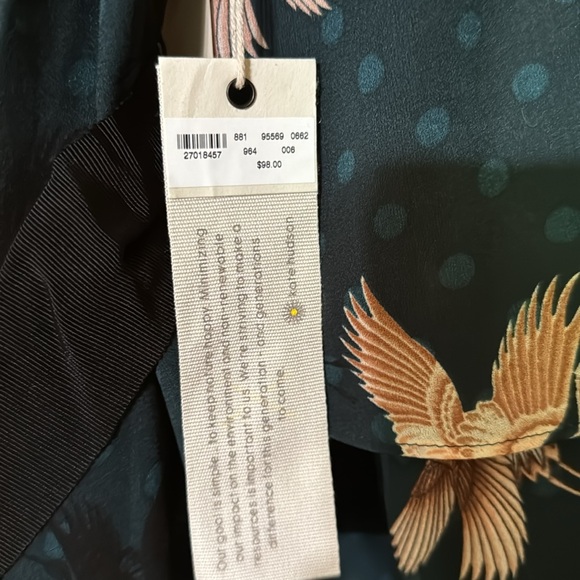 881 95569 0662
27018457 964 006
$98.00
Our goal is simple - to keep nature happy. Minimizing
our impact on the environment and non-renewable
resources is important to us. We're striving to make a
difference for this generation - and generations
to come.
kate hudson